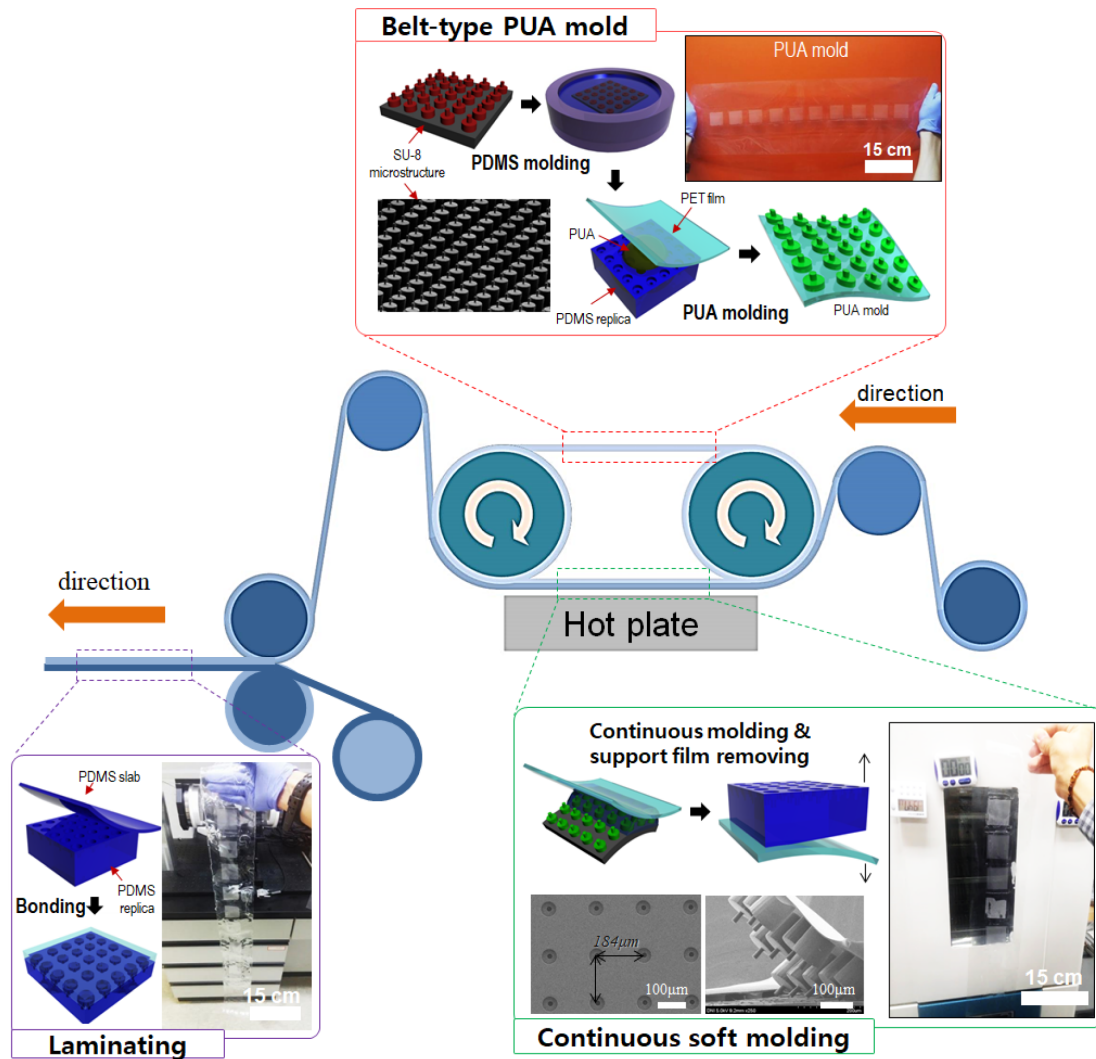 Belt-type PUA mold
SU-8
microstructure
PDMS molding
PUA mold
15 cm
PET film
PUA
PDMS replica
PUA molding
PUA mold
direction
direction
Hot plate
PDMS slab
PDMS
replica
Bonding
15 cm
Laminating
Continuous molding &
support film removing
184μm
100μm
100μm
15 cm
Continuous soft molding